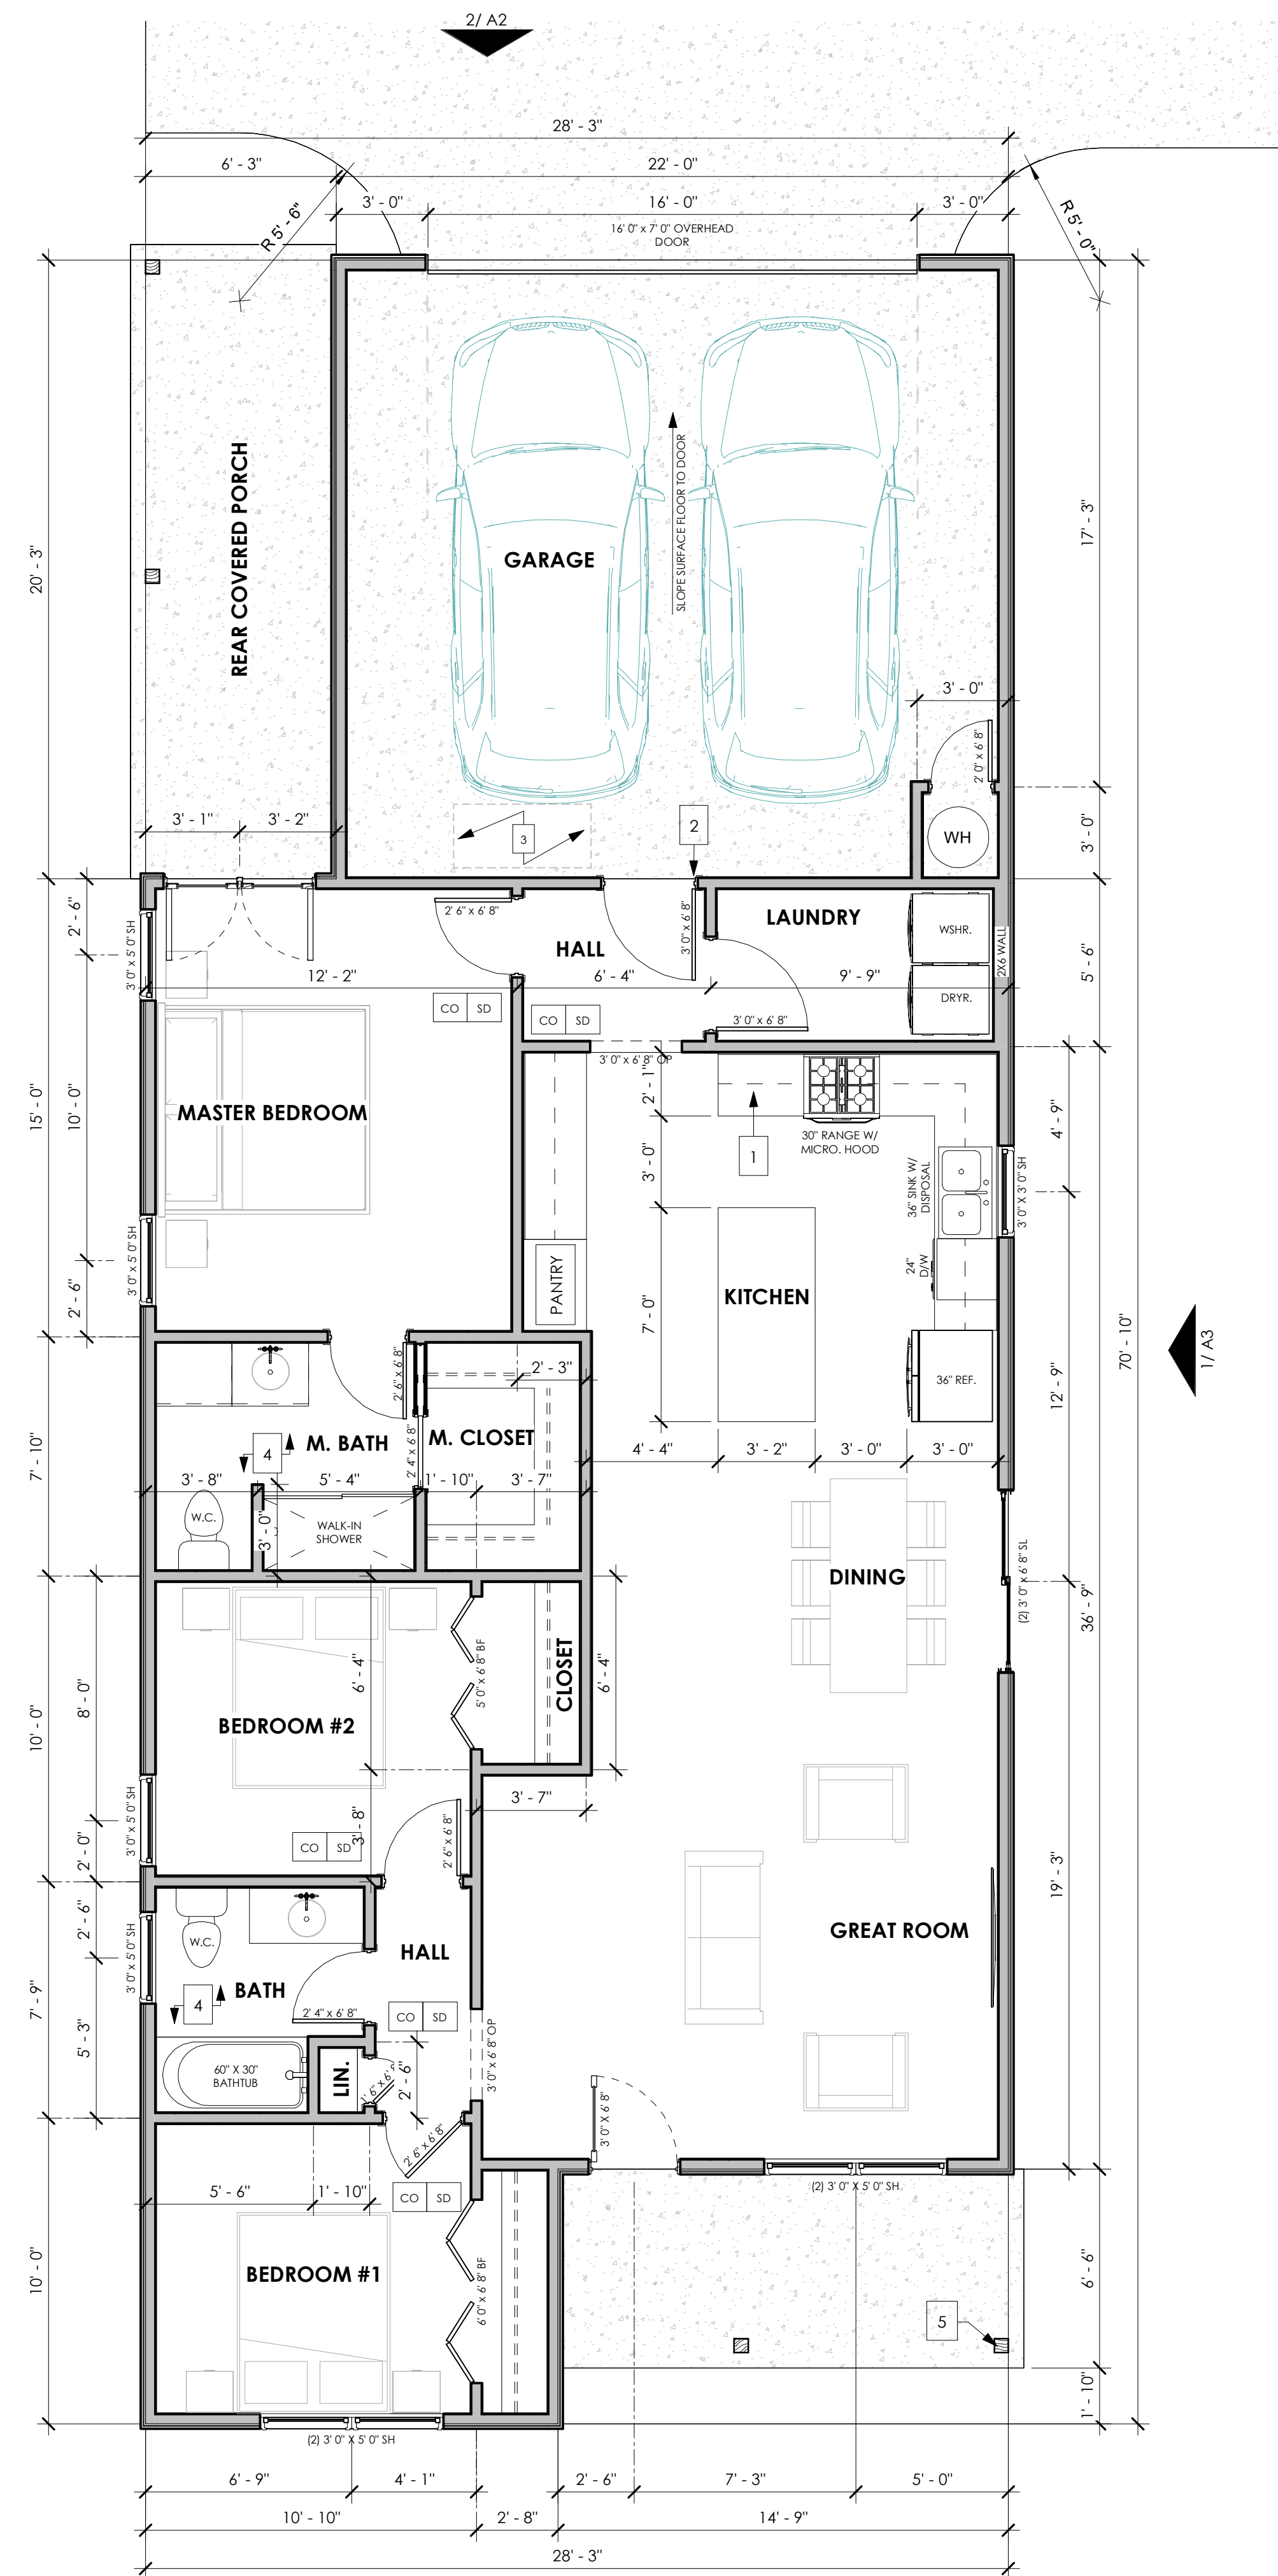 2/ A2
28' - 3"
6' - 3"
22' - 0"
3' - 0"
16' - 0"
3' - 0"
R 5' - 6"
R 5' - 0"
16' 0" x 7' 0" OVERHEAD
DOOR
20' - 3"
REAR COVERED PORCH
GARAGE
SLOPE SURFACE FLOOR TO DOOR
17' - 3"
3' - 0"
2' 0" x 6' 8"
3' - 1"
3' - 2"
3
2
WH
3' - 0"
2' - 6"
3' 0" x 5' 0" SH
2' 6" x 6' 8"
HALL
3' 0" x 6' 8"
LAUNDRY
WSHR.
2X6 WALL
5' - 6"
12' - 2"
6' - 4"
9' - 9"
DRYR.
CO
SD
CO
SD
3' 0" x 6' 8"
3' 0" x 6' 8" OP
2' - 1"
15' - 0"
10' - 0"
MASTER BEDROOM
3' - 0"
1
30" RANGE W/
MICRO. HOOD
4' - 9"
36" SINK W/
DISPOSAL
3' 0" X 3' 0" SH
3' 0" x 5' 0" SH
2' - 6"
PANTRY
24"
D/W
7' - 0"
KITCHEN
70' - 10"
1/ A3
2' 6" x 6' 8"
2' - 3"
36" REF.
12' - 9"
7' - 10"
M. BATH
M. CLOSET
4
2' 4" x 6' 8"
4' - 4"
3' - 2"
3' - 0"
3' - 0"
3' - 8"
5' - 4"
1' - 10"
3' - 7"
W.C.
3' - 0"
WALK-IN
SHOWER
DINING
(2) 3' 0" x 6' 8" SL
36' - 9"
10' - 0"
8' - 0"
6' - 4"
5' 0" x 6' 8" BF
CLOSET
6' - 4"
BEDROOM #2
3' - 7"
3' 0" x 5' 0" SH
2' - 0"
CO
SD
3' - 8"
2' 6" x 6' 8"
19' - 3"
2' - 6"
GREAT ROOM
W.C.
HALL
3' 0" x 5' 0" SH
7' - 9"
BATH
4
2' 4" x 6' 8"
CO
SD
5' - 3"
3' 0" x 6' 8" OP
60" X 30"
BATHTUB
LIN.
2' - 6"
3' 0" X 6' 8"
2' 6" x 6' 8"
(2) 3' 0" X 5' 0" SH
5' - 6"
1' - 10"
CO
SD
10' - 0"
BEDROOM #1
6' 0" x 6' 8" BF
6' - 6"
5
1' - 10"
(2) 3' 0" X 5' 0" SH
6' - 9"
4' - 1"
2' - 6"
7' - 3"
5' - 0"
10' - 10"
2' - 8"
14' - 9"
28' - 3"